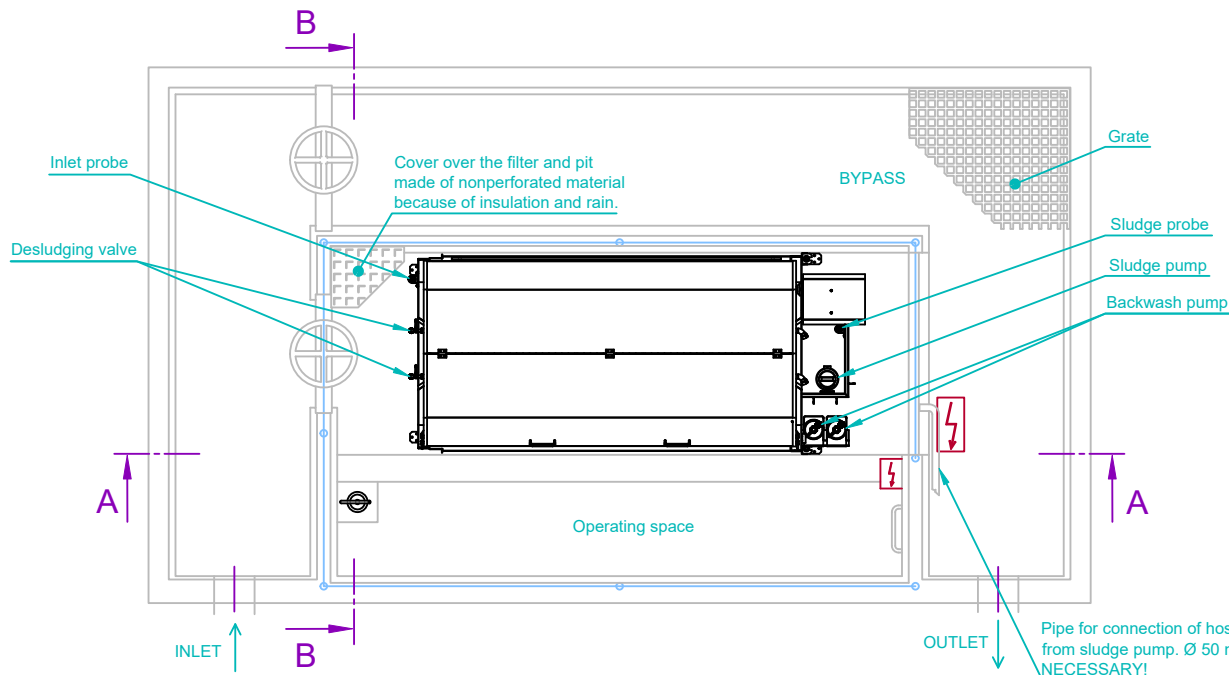 B
Inlet probe
Cover over the filter and pit
made of nonperforated material
because of insulation and rain.
BYPASS
Grate
Desludging valve
Sludge probe
Sludge pump
Backwash pump
A
A
Operating space
INLET
B
OUTLET
Pipe for connection of
from sludge pump. Ø 50
NECESSARY!